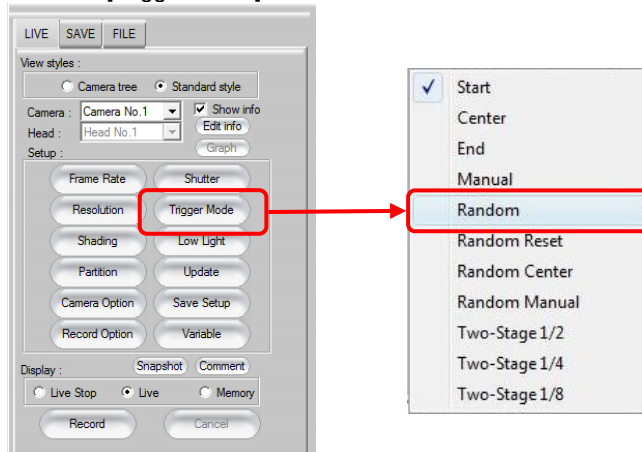 LIVE SAVE FILE
View styles :
Camera tree Standard style
Camera : Camera No.1 Show info
Head : Head No.1 Edit info
Setup : Graph
Frame Rate Shutter
Resolution Trigger Mode
Shading Low Light
Partition Update
Camera Option Save Setup
Record Option Variable
Display : Snapshot Comment
Live Stop Live Memory
Record Cancel
Start
Center
End
Manual
Random
Random Reset
Random Center
Random Manual
Two-Stage 1/2
Two-Stage 1/4
Two-Stage 1/8